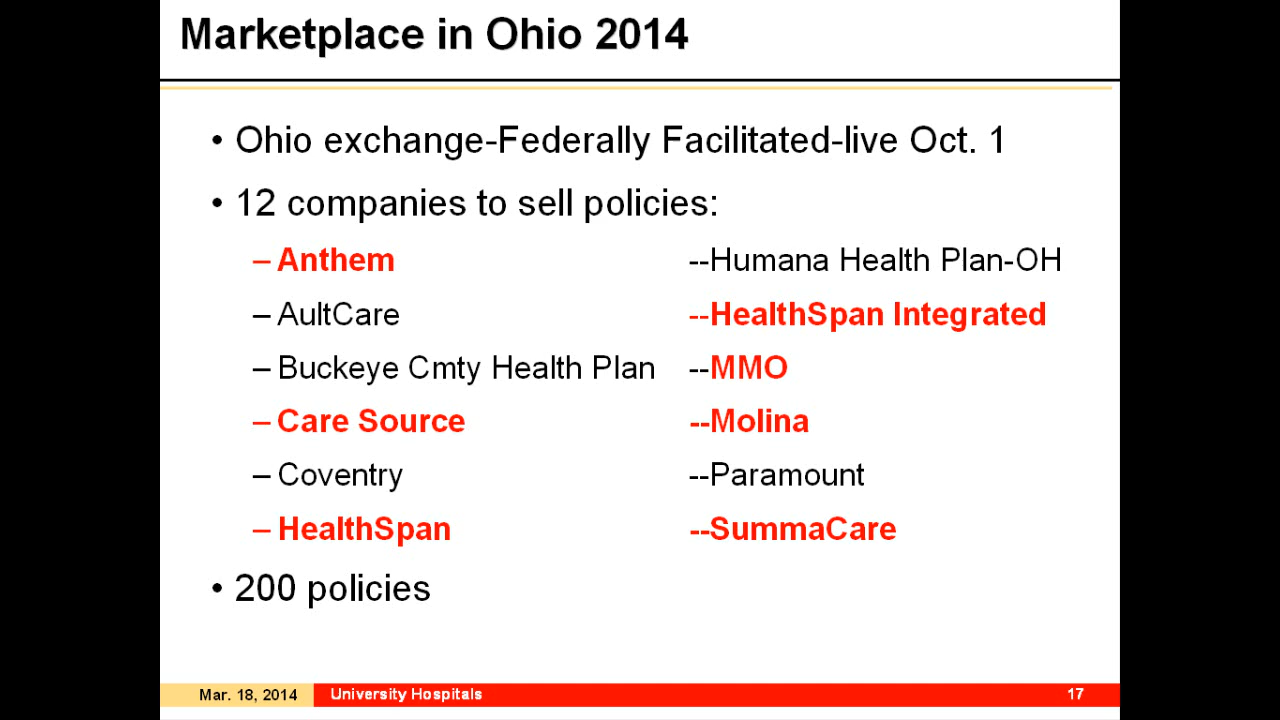 Marketplace in Ohio 2014
• Ohio exchange-Federally Facilitated-live Oct. 1
• 12 companies to sell policies:
– Anthem --Humana Health Plan-OH
– AultCare --HealthSpan Integrated
– Buckeye Cmty Health Plan --MMO
– Care Source --Molina
– Coventry --Paramount
– HealthSpan --SummaCare
• 200 policies
Mar. 18, 2014 University Hospitals 17